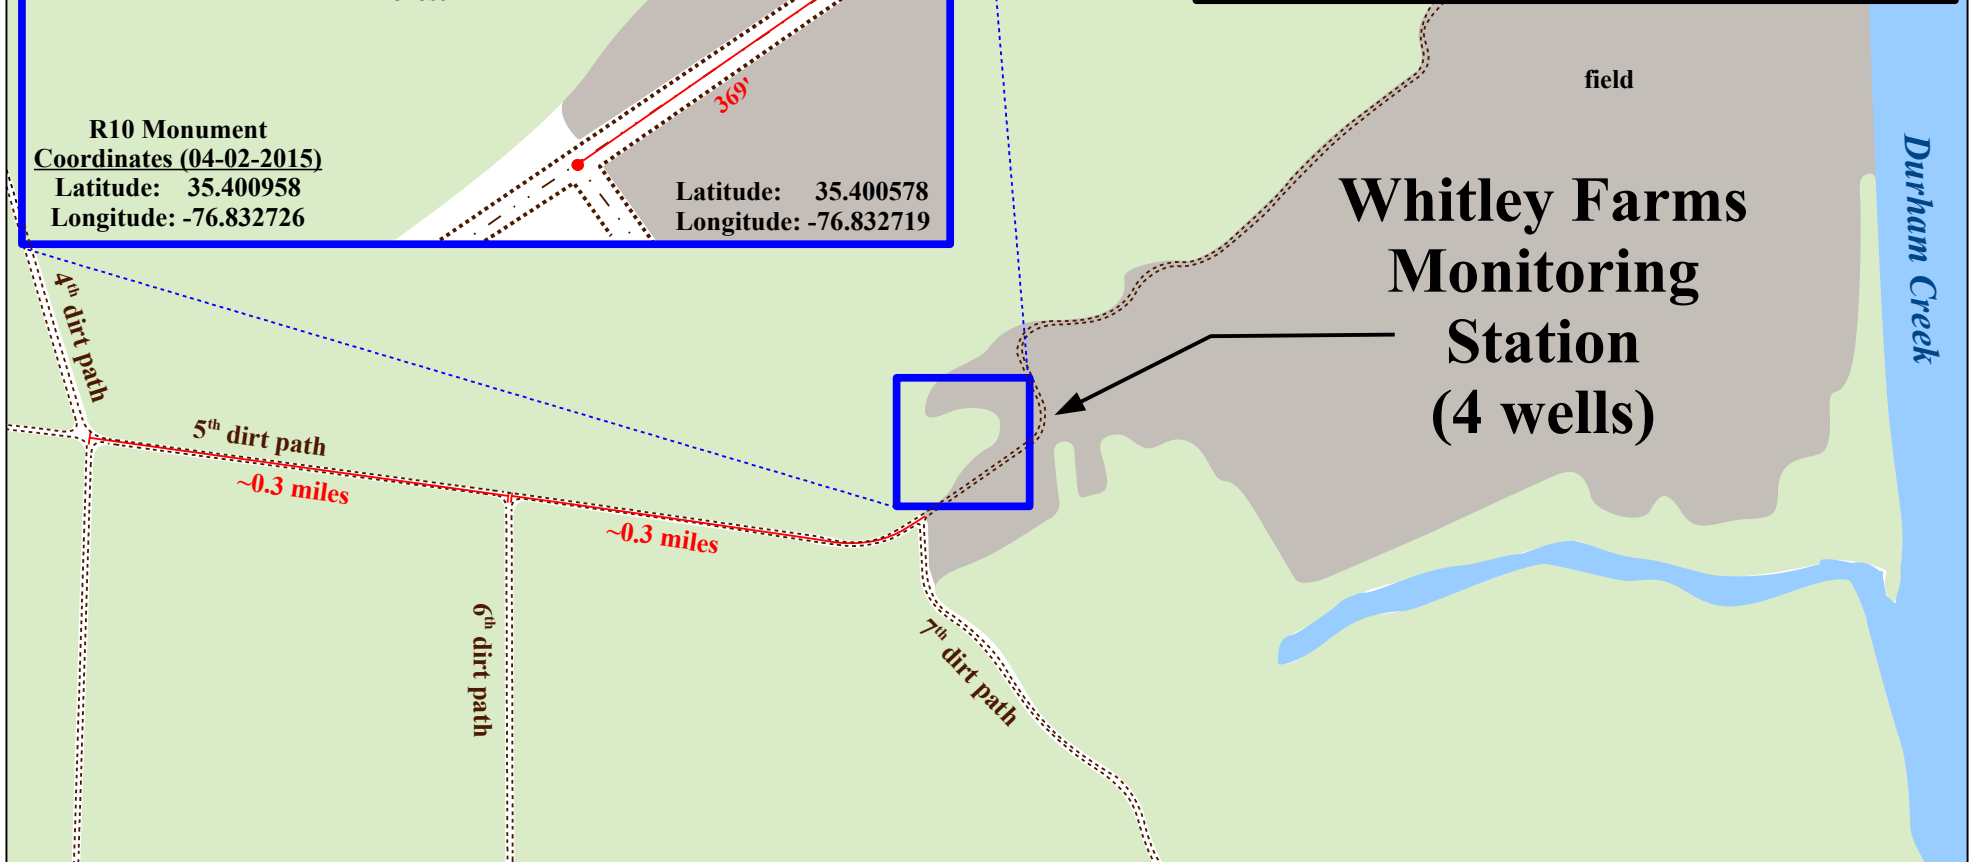 R10 Monument
Coordinates (04-02-2015)
Latitude: 35.400958
Longitude: -76.832726
369'
Latitude: 35.400578
Longitude: -76.832719
field
Whitley Farms
Monitoring
Station
(4 wells)
Durham Creek
4th dirt path
5th dirt path
~0.3 miles
~0.3 miles
6th dirt path
7th dirt path